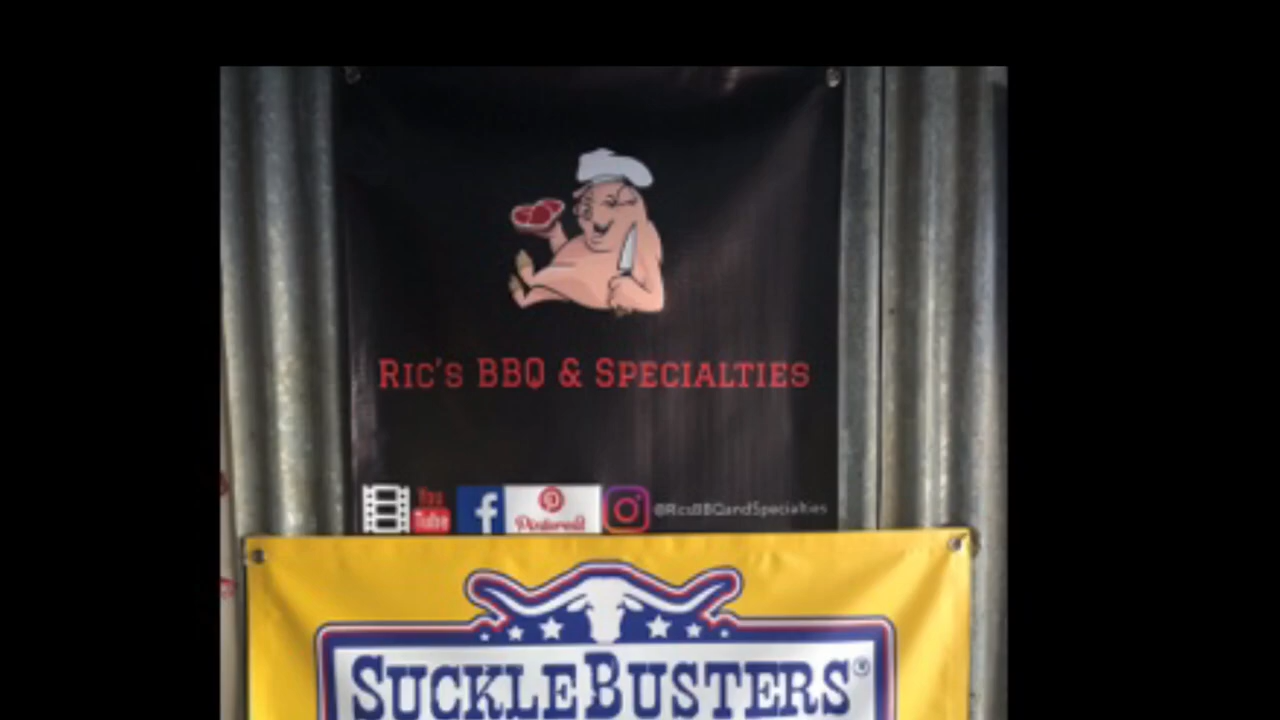 Ric's BBQ & Specialties
You
Tube
Pinterest
@RicsBBQandSpecialties
SUCKLEBUSTERS®